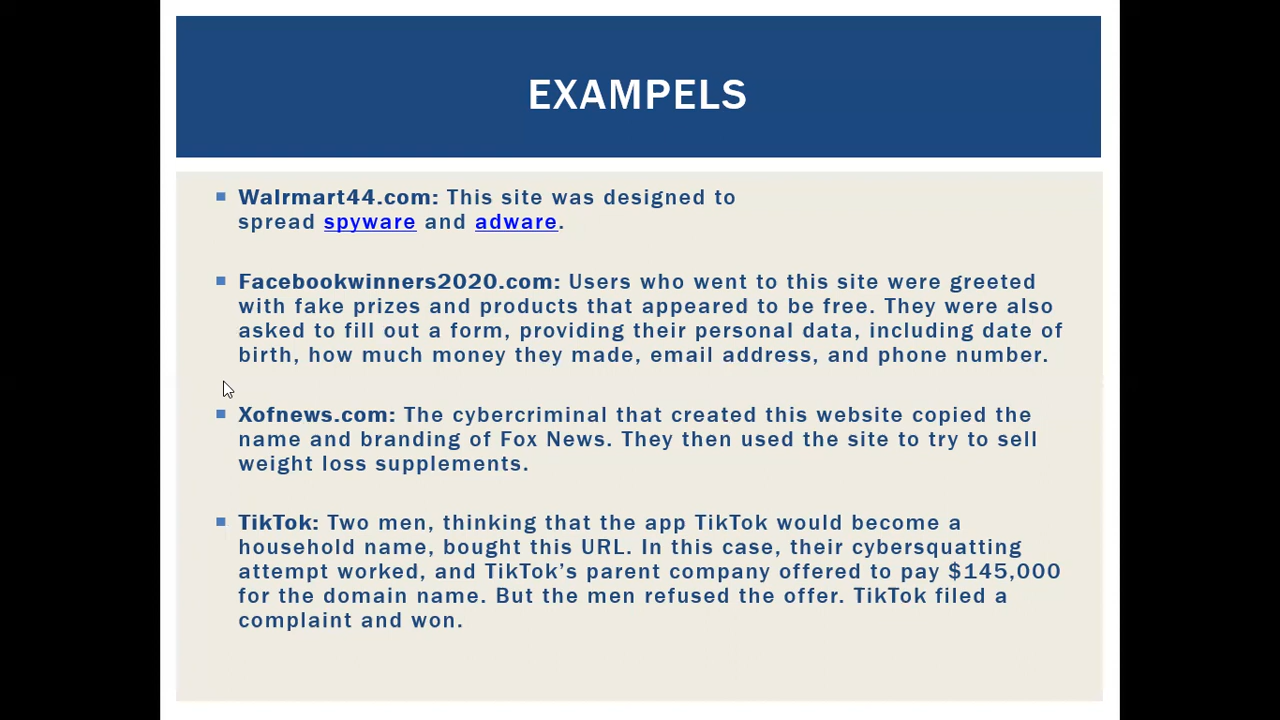 EXAMPELS
Walrmart44.com: This site was designed to
spread spyware and adware.
Facebookwinners2020.com: Users who went to this site were greeted
with fake prizes and products that appeared to be free. They were also
asked to fill out a form, providing their personal data, including date of
birth, how much money they made, email address, and phone number.
Xofnews.com: The cybercriminal that created this website copied the
name and branding of Fox News. They then used the site to try to sell
weight loss supplements.
TikTok: Two men, thinking that the app TikTok would become a
household name, bought this URL. In this case, their cybersquatting
attempt worked, and TikTok’s parent company offered to pay $145,000
for the domain name. But the men refused the offer. TikTok filed a
complaint and won.